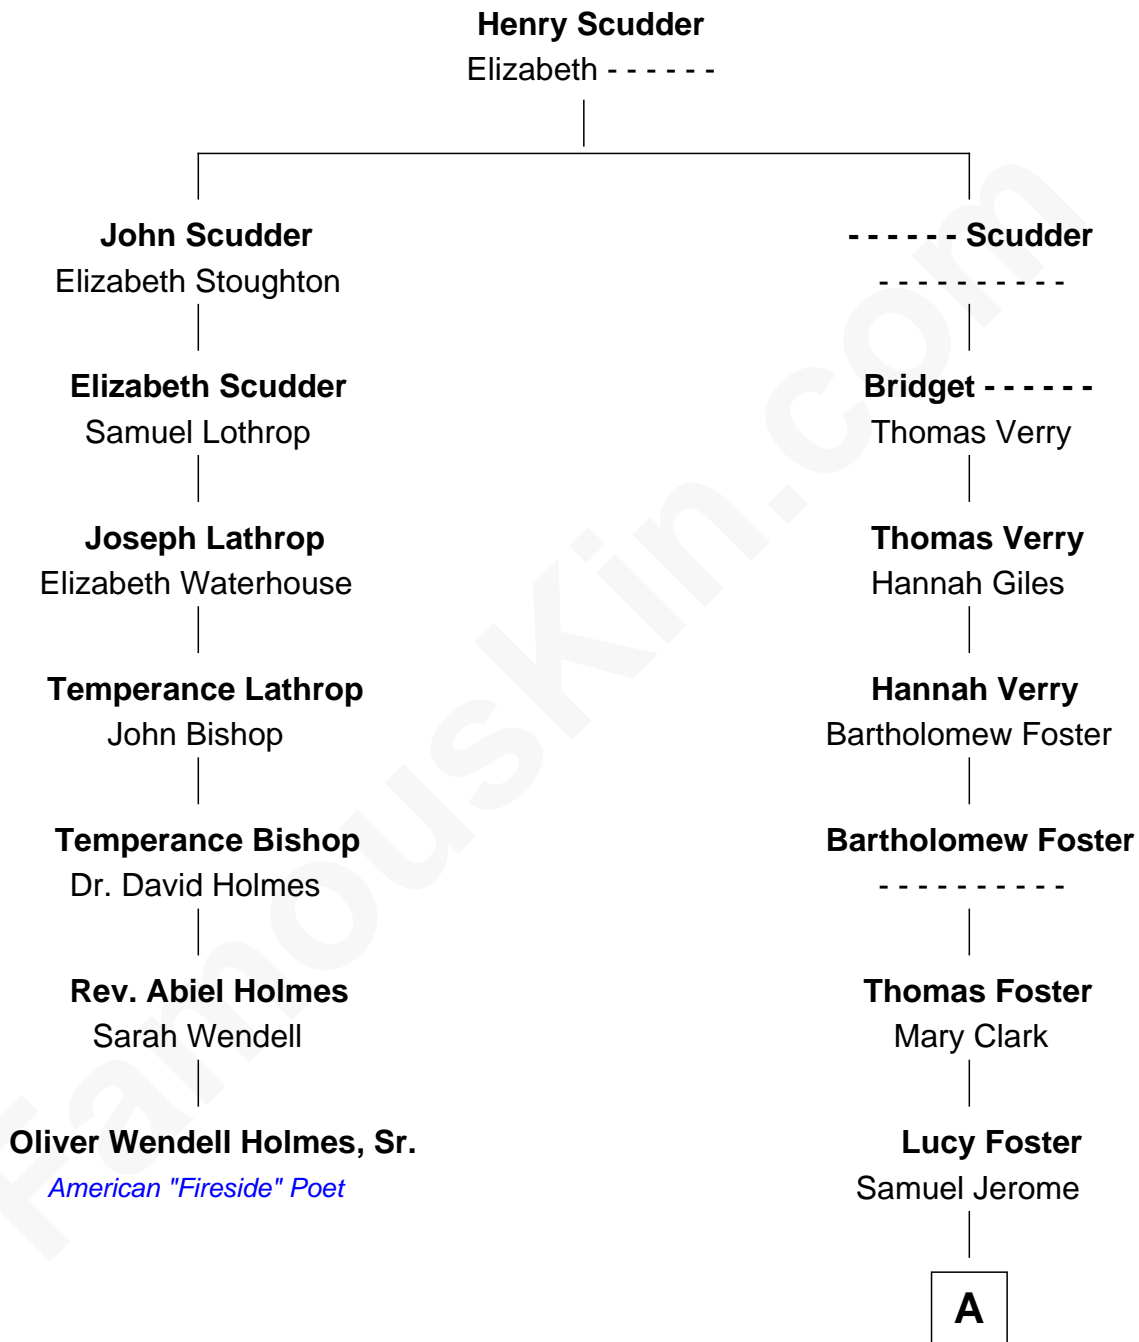 Henry Scudder
Elizabeth - - - - - -
John Scudder
Elizabeth Stoughton
- - - - - - Scudder
- - - - - - - - - -
Elizabeth Scudder
Samuel Lothrop
Bridget - - - - - -
Thomas Verry
Joseph Lathrop
Elizabeth Waterhouse
Thomas Verry
Hannah Giles
Temperance Lathrop
John Bishop
Hannah Verry
Bartholomew Foster
Temperance Bishop
Dr. David Holmes
Bartholomew Foster
- - - - - - - - - -
Rev. Abiel Holmes
Sarah Wendell
Thomas Foster
Mary Clark
Oliver Wendell Holmes, Sr.
American "Fireside" Poet
Lucy Foster
Samuel Jerome
A
FamousKin.com